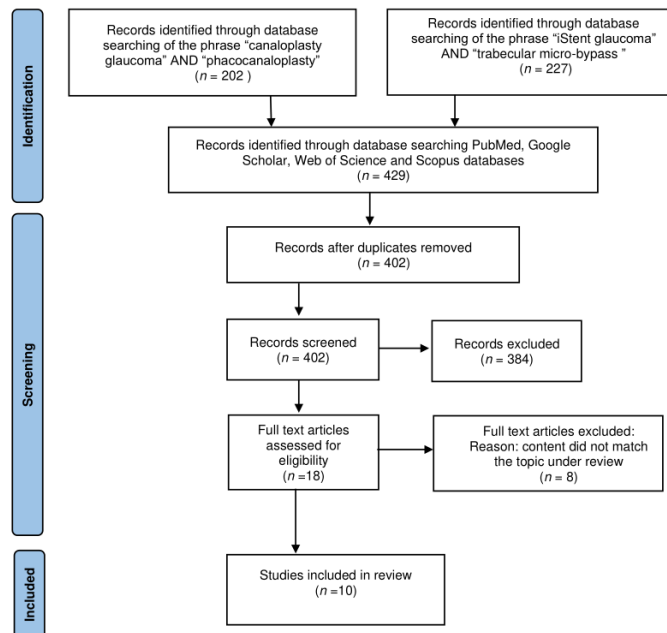 Identification
Records identified through database
searching of the phrase “canaloplasty
glaucoma” AND “phacocanaloplasty”
(n = 202 )
Records identified through database
searching of the phrase “iStent glaucoma”
AND “trabecular micro-bypass ”
(n = 227)
Records identified through database searching PubMed, Google
Scholar, Web of Science and Scopus databases
(n = 429)
Screening
Records after duplicates removed
(n = 402)
Records screened
(n = 402)
Records excluded
(n = 384)
Full text articles
assessed for
eligibility
(n =18)
Full text articles excluded:
Reason: content did not match
the topic under review
(n = 8)
Included
Studies included in review
(n =10)